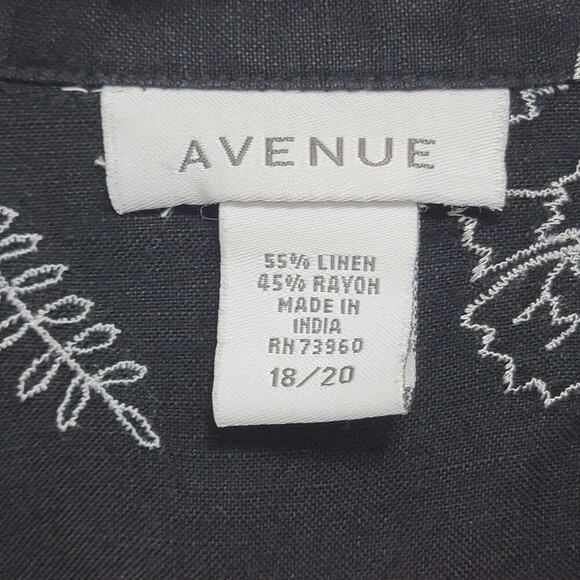 AVENUE
55% LINEN
45% RAYON
MADE IN
INDIA
RN73960
18/20